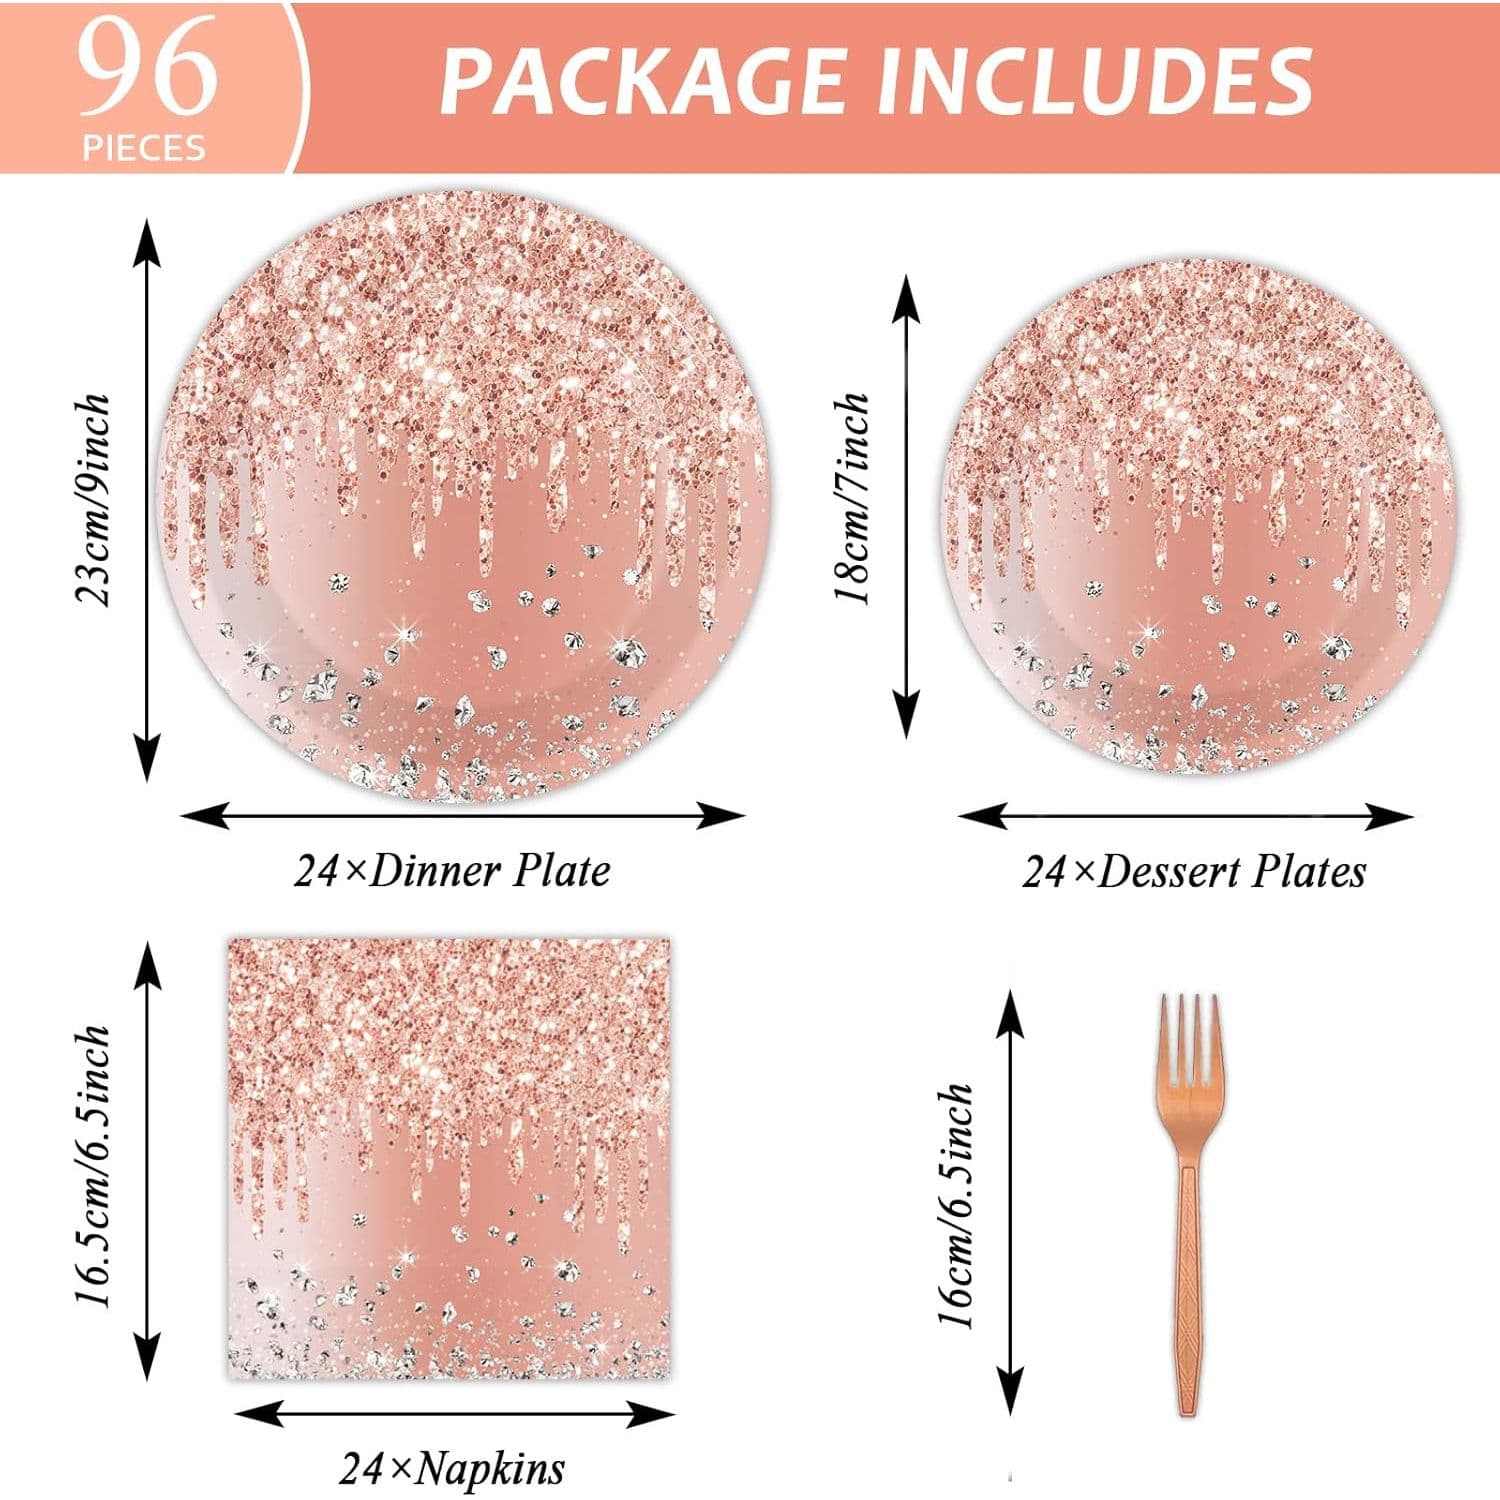 96
PIECES
PACKAGE INCLUDES
23cm/9inch
18cm/7inch
24×Dinner Plate
24×Dessert Plates
16.5cm/6.5inch
16cm/6.5inch
24×Napkins